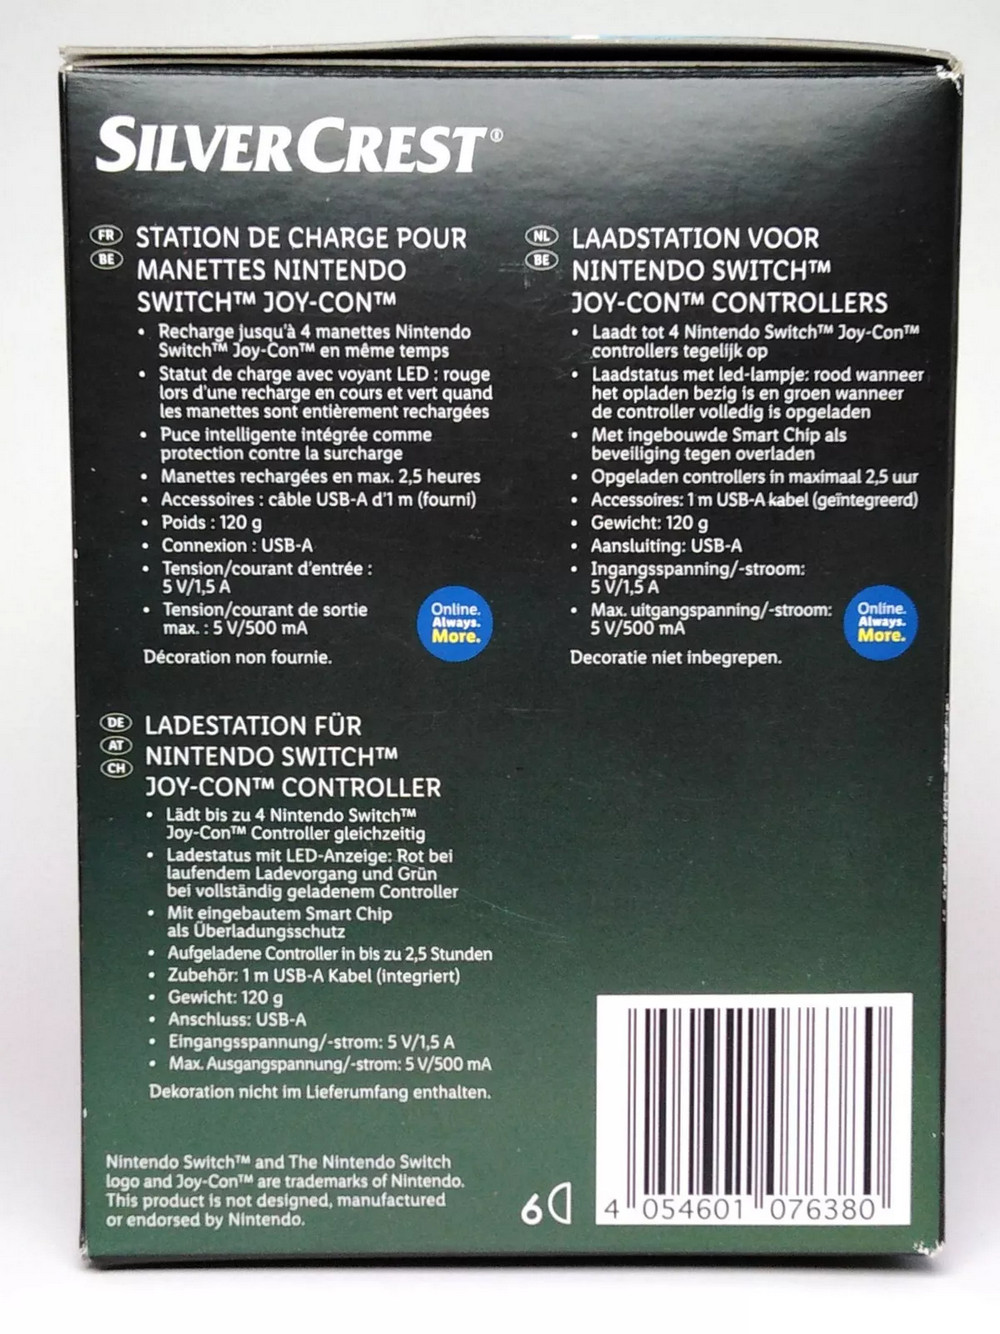 SILVERCREST®
FR
BE
STATION DE CHARGE POUR
MANETTES NINTENDO
SWITCH™ JOY-CON™
• Recharge jusqu'à 4 manettes Nintendo
Switch™ Joy-Con™ en même temps
• Statut de charge avec voyant LED : rouge
lors d'une recharge en cours et vert quand
les manettes sont entièrement rechargées
• Puce intelligente intégrée comme
protection contre la surcharge
• Manettes rechargées en max. 2,5 heures
• Accessoires : câble USB-A d'1 m (fourni)
• Poids : 120 g
• Connexion : USB-A
• Tension/courant d'entrée :
5 V/1,5 A
• Tension/courant de sortie
max. : 5 V/500 mA
Décoration non fournie.
Online.
Always.
More.
NL
BE
LAADSTATION VOOR
NINTENDO SWITCH™
JOY-CON™ CONTROLLERS
• Laadt tot 4 Nintendo Switch™ Joy-Con™
controllers tegelijk op
• Laadstatus met led-lampje: rood wanneer
het opladen bezig is en groen wanneer
de controller volledig is opgeladen
• Met ingebouwde Smart Chip als
beveiliging tegen overladen
• Opgeladen controllers in maximaal 2,5 uur
• Accessoires: 1 m USB-A kabel (geïntegreerd)
• Gewicht: 120 g
• Aansluiting: USB-A
• Ingangsspanning/-stroom:
5 V/1,5 A
• Max. uitgangspanning/-stroom:
5 V/500 mA
Decoratie niet inbegrepen.
Online.
Always.
More.
DE
AT
CH
LADESTATION FÜR
NINTENDO SWITCH™
JOY-CON™ CONTROLLER
• Lädt bis zu 4 Nintendo Switch™
Joy-Con™ Controller gleichzeitig
• Ladestatus mit LED-Anzeige: Rot bei
laufendem Ladevorgang und Grün
bei vollständig geladenem Controller
• Mit eingebautem Smart Chip
als Überladungsschutz
• Aufgeladene Controller in bis zu 2,5 Stunden
• Zubehör: 1 m USB-A Kabel (integriert)
• Gewicht: 120 g
• Anschluss: USB-A
• Eingangsspannung/-strom: 5 V/1,5 A
• Max. Ausgangspannung/-strom: 5 V/500 mA
Dekoration nicht im Lieferumfang enthalten.
Nintendo Switch™ and The Nintendo Switch
logo and Joy-Con™ are trademarks of Nintendo.
This product is not designed, manufactured
or endorsed by Nintendo.
6
4 054601 076380